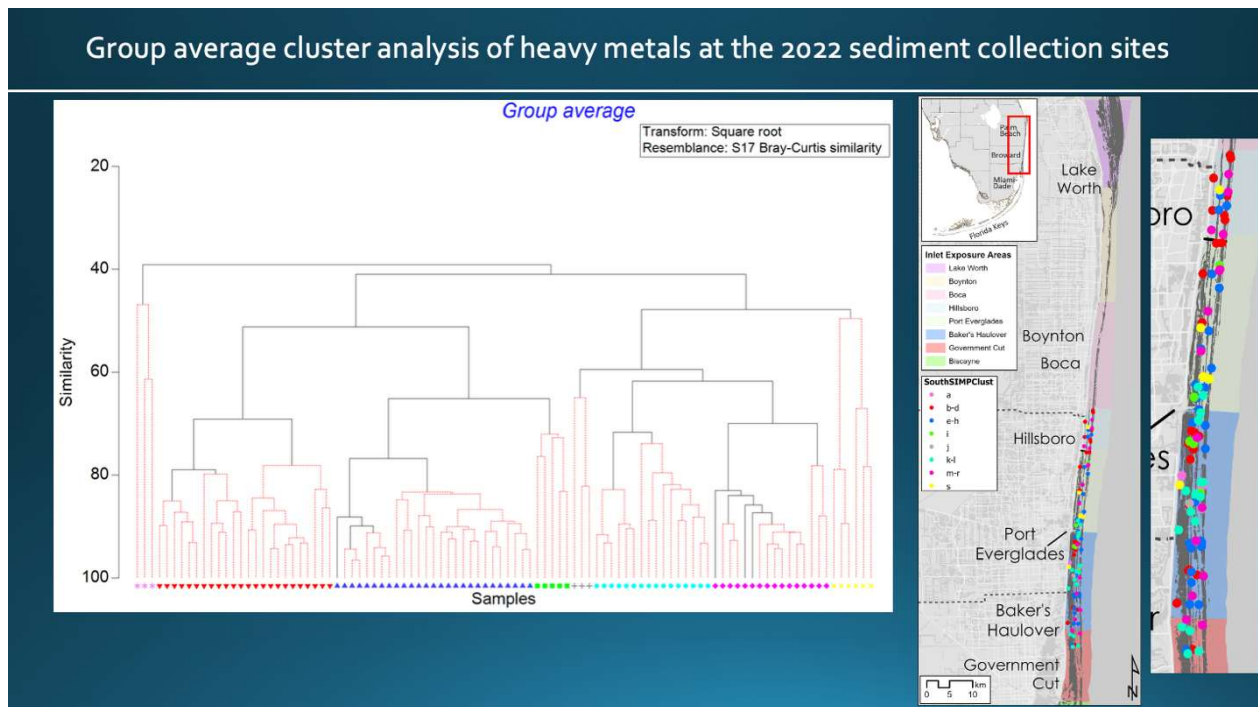 Group average cluster analysis of heavy metals at the 2022 sediment collection sites
Group average
Transform: Square root
Resemblance: S17 Bray-Curtis similarity
20
40
60
80
100
Similarity
Samples
Palm
Beach
Broward
Miami-
Dade
Florida Keys
Inlet Exposure Areas
Lake Worth
Boynton
Boca
Hillsboro
Port Everglades
Baker's Haulover
Government Cut
Biscayne
SouthSIMPClust
a
b-d
e-h
i
j
k-l
m-r
s
Lake
Worth
Boynton
Boca
Hillsboro
Port
Everglades
Baker's
Haulover
Government
Cut
0 5 10
km
N
oro
es
r